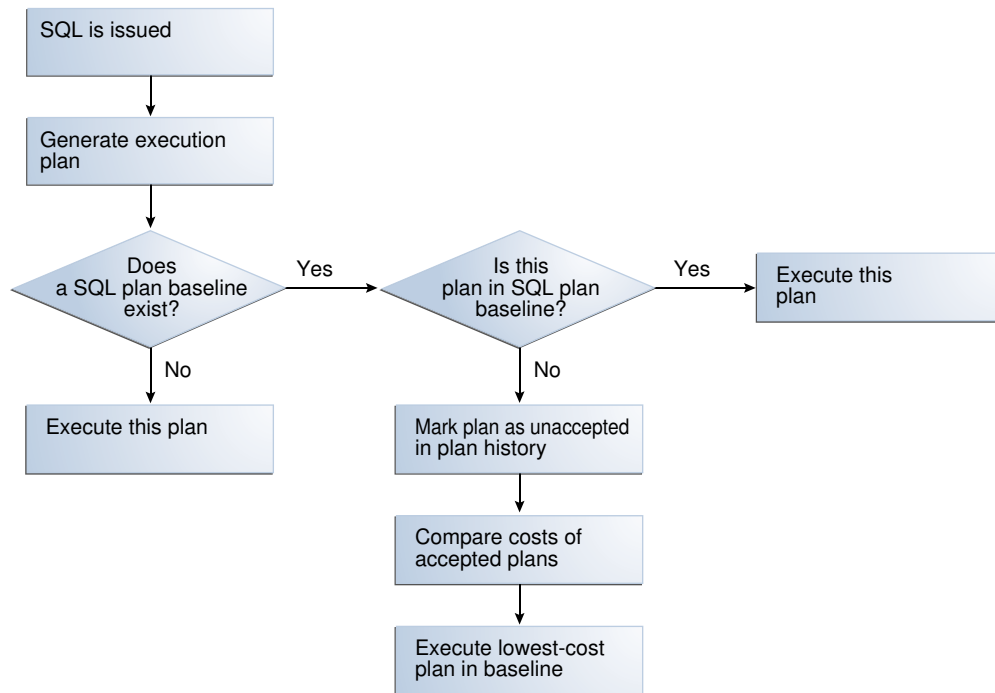 SQL is issued
Generate execution
plan
Does
a SQL plan baseline
exist?
Yes
Is this
plan in SQL plan
baseline?
Yes
Execute this
plan
No
Execute this plan
No
Mark plan as unaccepted
in plan history
Compare costs of
accepted plans
Execute lowest-cost
plan in baseline